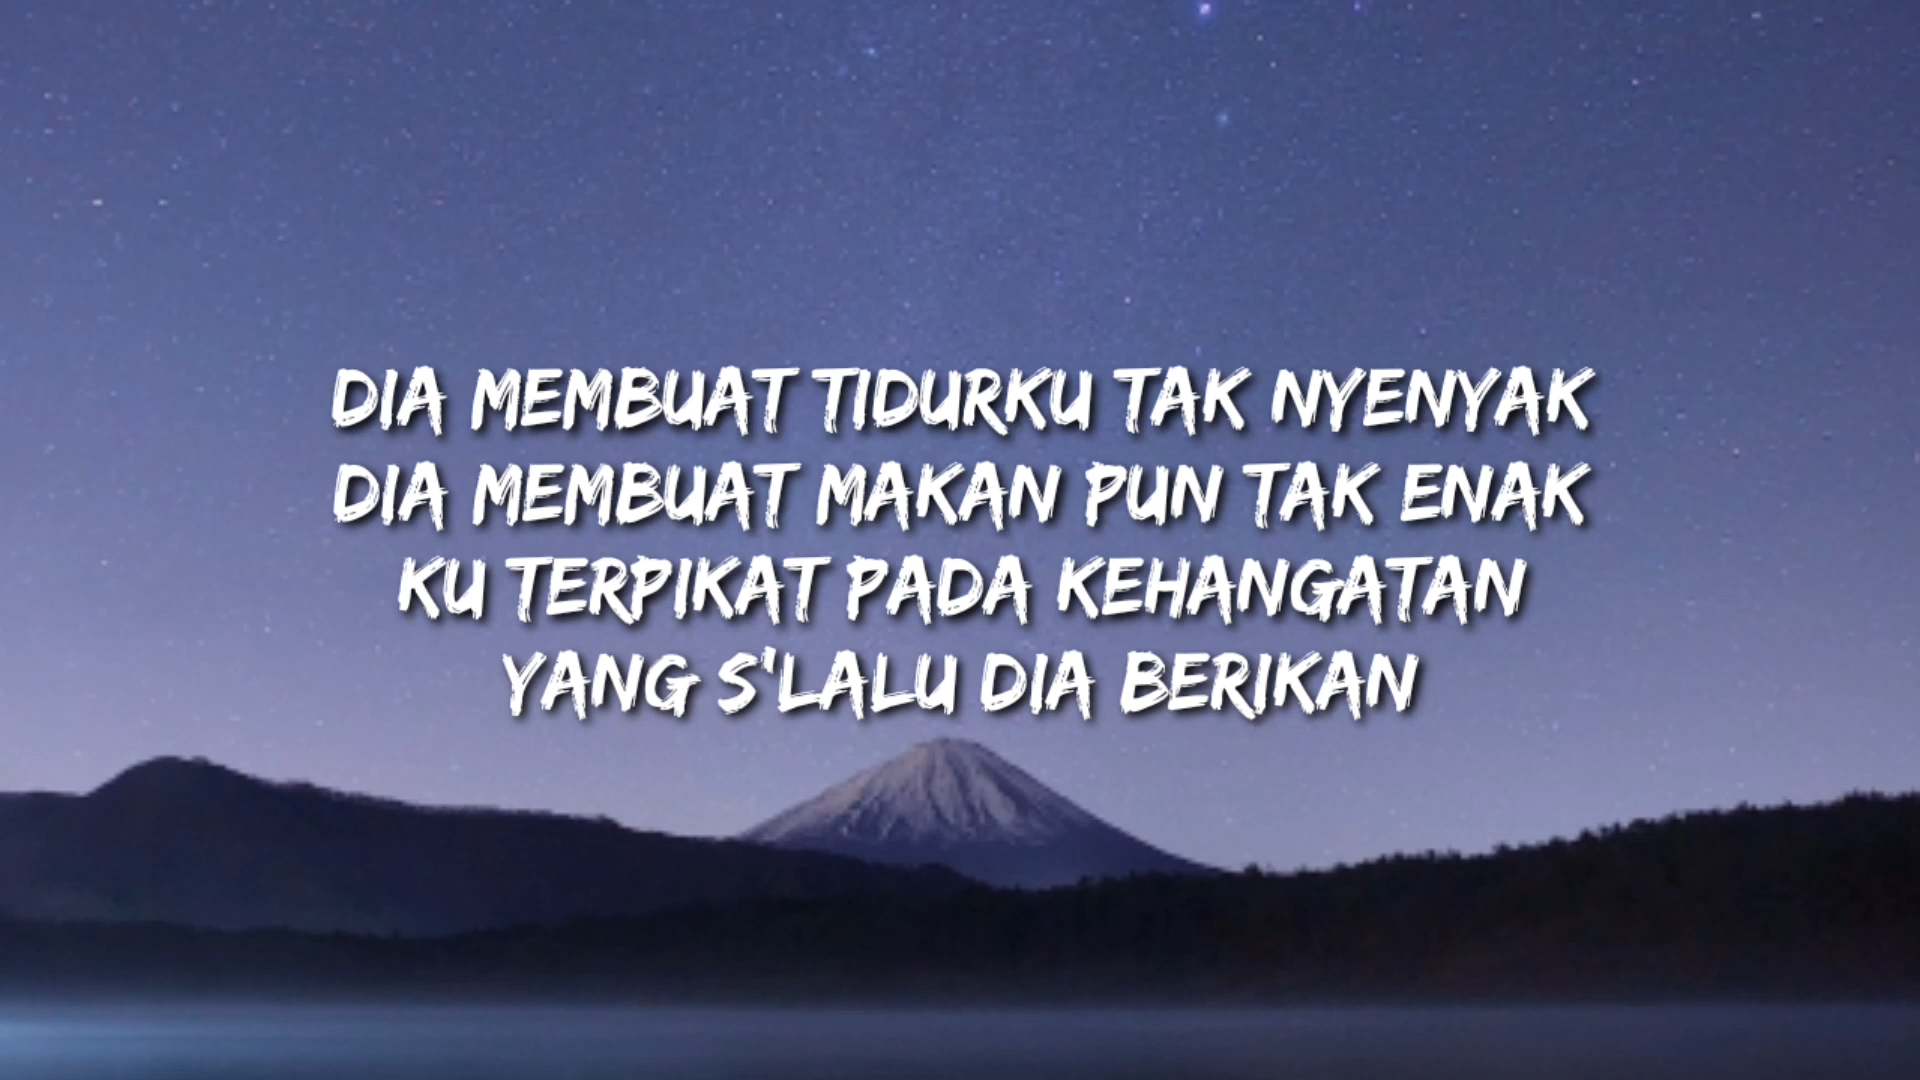 DIA MEMBUAT TIDURKU TAK NYENYAK
DIA MEMBUAT MAKAN PUN TAK ENAK
KU TERPIKAT PADA KEHANGATAN
YANG S'LALU DIA BERIKAN